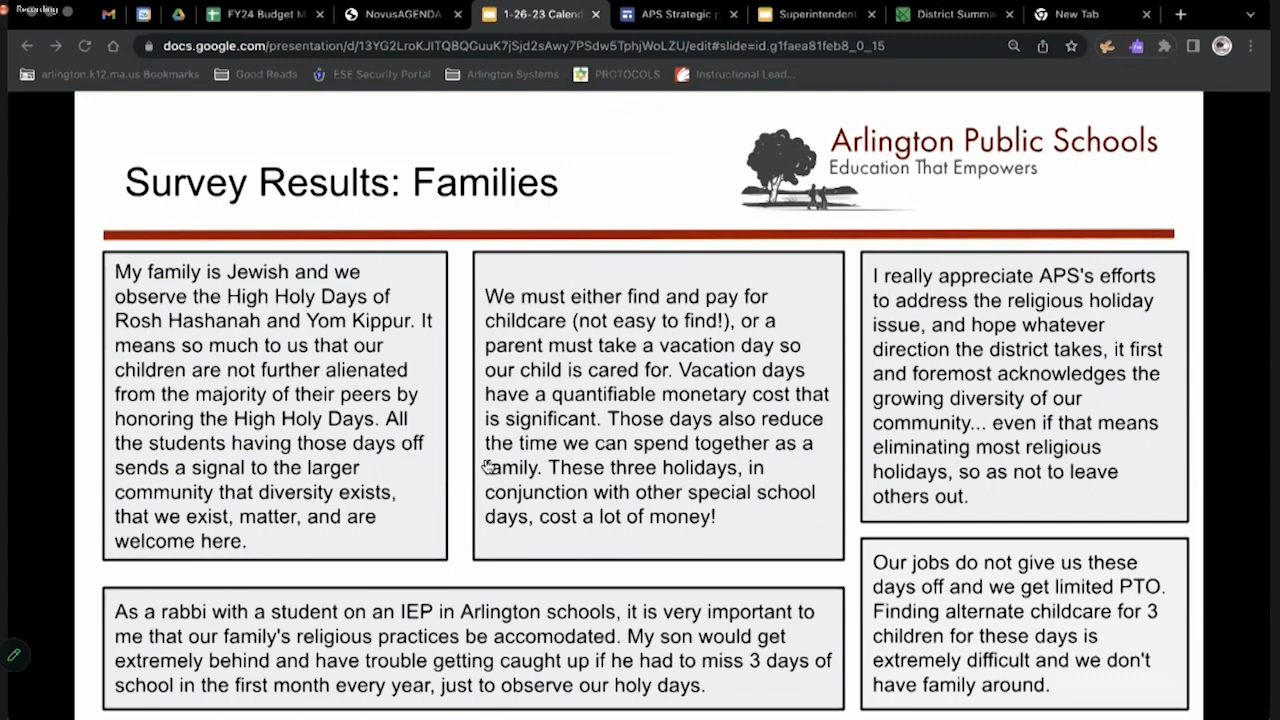 Recording
FY24 Budget M
NovusAGENDA
1-26-23 Calend
APS Strategic p
Superintendent
District Summa
New Tab
docs.google.com/presentation/d/13YG2LroKJITQBQGuuK7jSjd2sAwy7PSdw5TphjWoLZU/edit#slide=id.g1faea81feb8_0_15
arlington.k12.ma.us Bookmarks
Good Reads
ESE Security Portal
Arlington Systems
PROTOCOLS
Instructional Lead...
Arlington Public Schools
Education That Empowers
Survey Results: Families
My family is Jewish and we
observe the High Holy Days of
Rosh Hashanah and Yom Kippur. It
means so much to us that our
children are not further alienated
from the majority of their peers by
honoring the High Holy Days. All
the students having those days off
sends a signal to the larger
community that diversity exists,
that we exist, matter, and are
welcome here.
We must either find and pay for
childcare (not easy to find!), or a
parent must take a vacation day so
our child is cared for. Vacation days
have a quantifiable monetary cost that
is significant. Those days also reduce
the time we can spend together as a
family. These three holidays, in
conjunction with other special school
days, cost a lot of money!
I really appreciate APS's efforts
to address the religious holiday
issue, and hope whatever
direction the district takes, it first
and foremost acknowledges the
growing diversity of our
community... even if that means
eliminating most religious
holidays, so as not to leave
others out.
As a rabbi with a student on an IEP in Arlington schools, it is very important to
me that our family's religious practices be accomodated. My son would get
extremely behind and have trouble getting caught up if he had to miss 3 days of
school in the first month every year, just to observe our holy days.
Our jobs do not give us these
days off and we get limited PTO.
Finding alternate childcare for 3
children for these days is
extremely difficult and we don't
have family around.